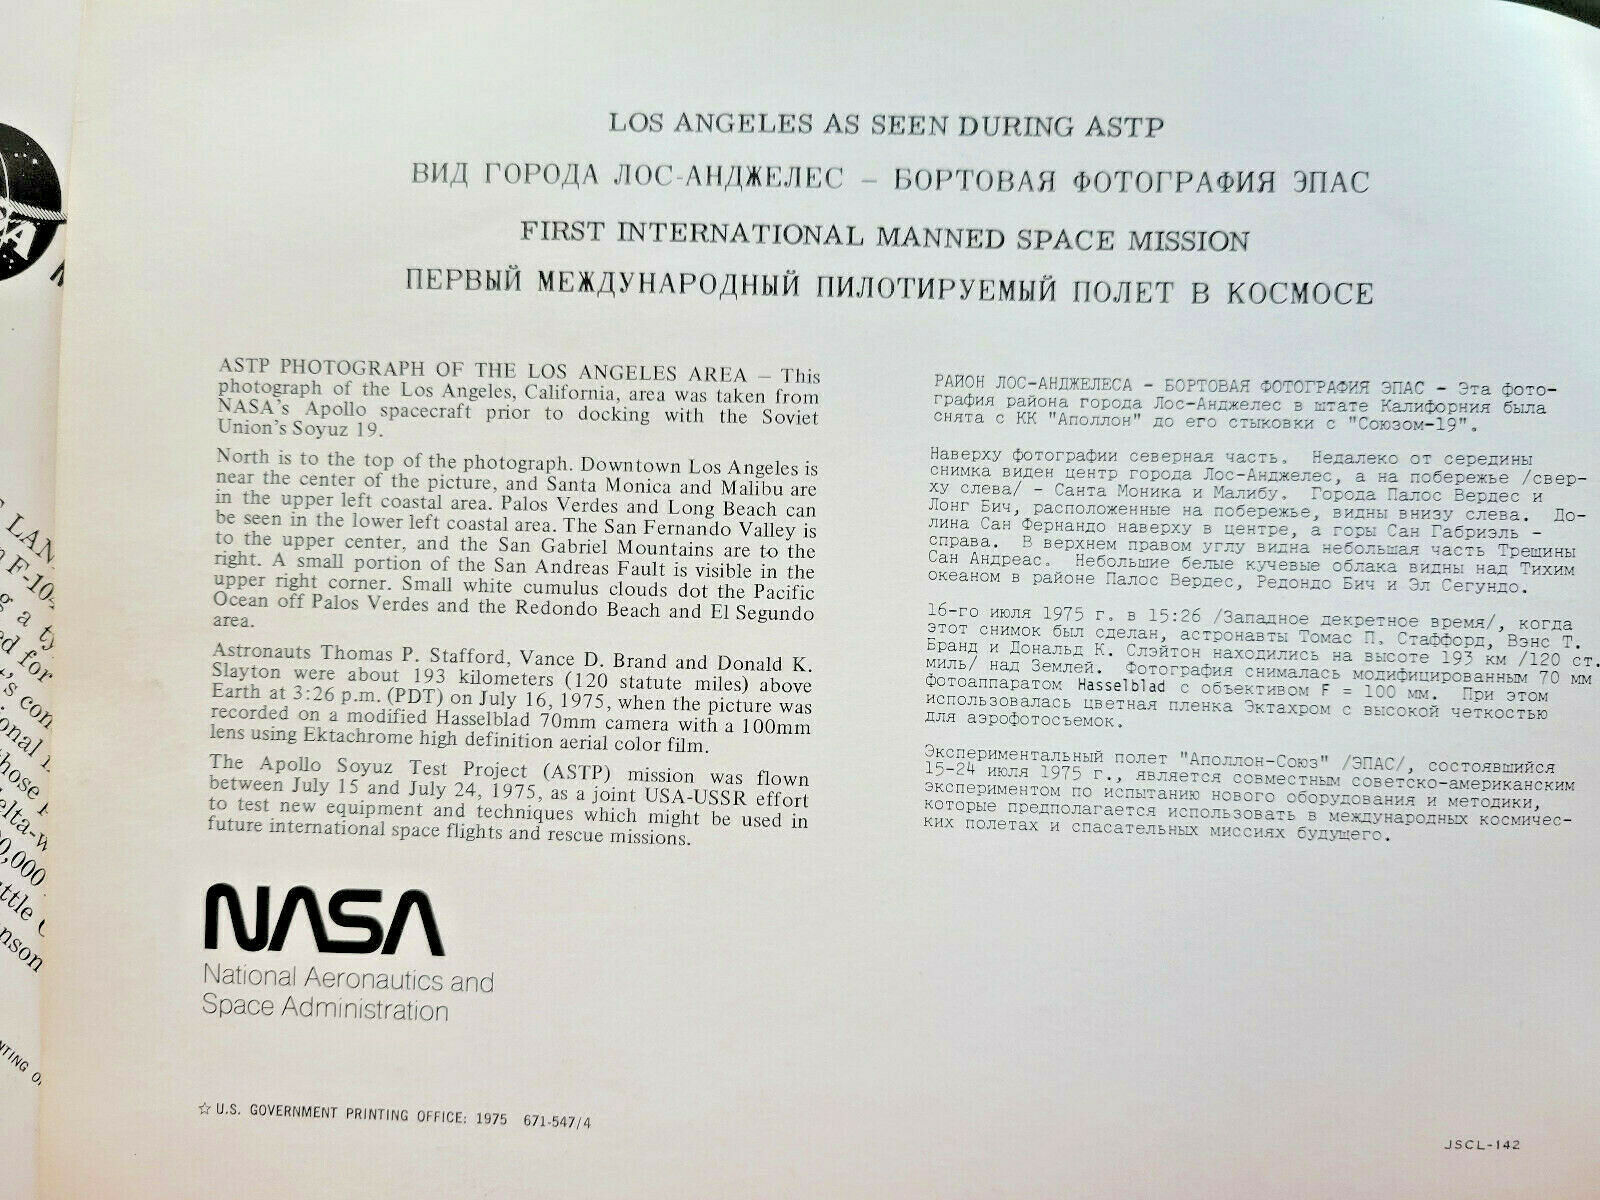 LOS ANGELES AS SEEN DURING ASTP
ВИД ГОРОДА ЛОС-АНДЖЕЛЕС – БОРТОВАЯ ФОТОГРАФИЯ ЭПАС
FIRST INTERNATIONAL MANNED SPACE MISSION
ПЕРВЫЙ МЕЖДУНАРОДНЫЙ ПИЛОТИРУЕМЫЙ ПОЛЕТ В КОСМОСЕ
ASTP PHOTOGRAPH OF THE LOS ANGELES AREA – This
photograph of the Los Angeles, California, area was taken from
NASA's Apollo spacecraft prior to docking with the Soviet
Union's Soyuz 19.
North is to the top of the photograph. Downtown Los Angeles is
near the center of the picture, and Santa Monica and Malibu are
in the upper left coastal area. Palos Verdes and Long Beach can
be seen in the lower left coastal area. The San Fernando Valley is
to the upper center, and the San Gabriel Mountains are to the
right. A small portion of the San Andreas Fault is visible in the
upper right corner. Small white cumulus clouds dot the Pacific
Ocean off Palos Verdes and the Redondo Beach and El Segundo
area.
Astronauts Thomas P. Stafford, Vance D. Brand and Donald K.
Slayton were about 193 kilometers (120 statute miles) above
Earth at 3:26 p.m. (PDT) on July 16, 1975, when the picture was
recorded on a modified Hasselblad 70mm camera with a 100mm
lens using Ektachrome high definition aerial color film.
The Apollo Soyuz Test Project (ASTP) mission was flown
between July 15 and July 24, 1975, as a joint USA-USSR effort
to test new equipment and techniques which might be used in
future international space flights and rescue missions.
РАЙОН ЛОС-АНДЖЕЛЕСА - БОРТОВАЯ ФОТОГРАФИЯ ЭПАС - Эта фото-
графия района города Лос-Анджелес в штате Калифорния была
снята с КК "Аполлон" до его стыковки с "Союзом-19".
Наверху фотографии северная часть. Недалеко от середины
снимка виден центр города Лос-Анджелес, а на побережье /свер-
ху слева/ - Санта Моника и Малибу. Города Палос Вердес и
Лонг Бич, расположенные на побережье, видны внизу слева. До-
лина Сан Фернандо наверху в центре, а горы Сан Габриэль -
справа. В верхнем правом углу видна небольшая часть Трещины
Сан Андреас. Небольшие белые кучевые облака видны над Тихим
океаном в районе Палос Вердес, Редондо Бич и Эл Сегундо.
16-го июля 1975 г. в 15:26 /Западное декретное время/, когда
этот снимок был сделан, астронавты Томас П. Стаффорд, Вэнс Т.
Бранд и Дональд К. Слэйтон находились на высоте 193 км /120 ст.
миль/ над Землей. Фотография снималась модифицированным 70 мм
фотоаппаратом Hasselblad с объективом F = 100 мм. При этом
использовалась цветная пленка Эктахром с высокой четкостью
для аэрофотосъемок.
Экспериментальный полет "Аполлон-Союз" /ЭПАС/, состоявшийся
15-24 июля 1975 г., является совместным советско-американским
экспериментом по испытанию нового оборудования и методики,
которые предполагается использовать в международных космичес-
ких полетах и спасательных миссиях будущего.
NASA
National Aeronautics and
Space Administration
☆ U.S. GOVERNMENT PRINTING OFFICE: 1975 671-547/4
JSCL-142